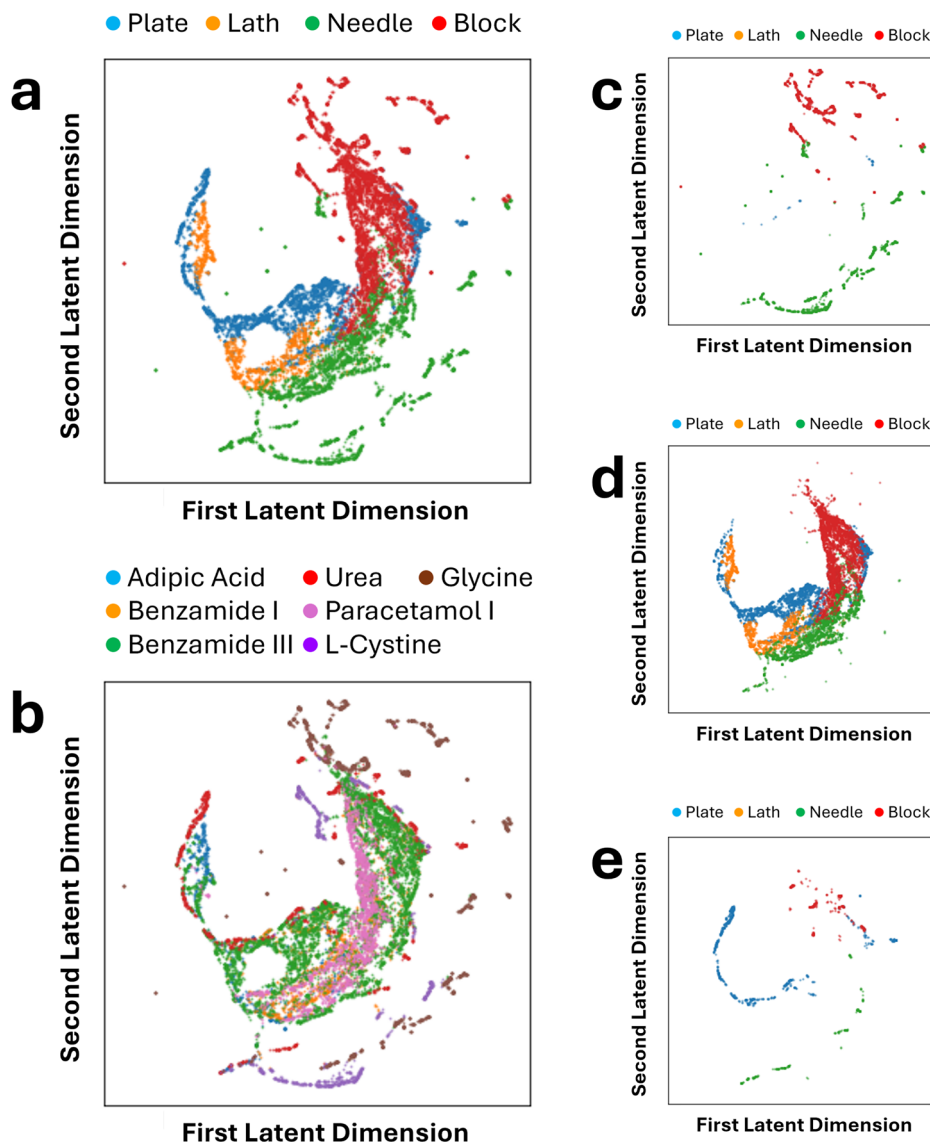 Plate Lath Needle Block
a
Second Latent Dimension
First Latent Dimension
Adipic Acid Urea Glycine
Benzamide I Paracetamol I
Benzamide III L-Cystine
b
Second Latent Dimension
First Latent Dimension
Plate Lath Needle Block
c
Second Latent Dimension
First Latent Dimension
Plate Lath Needle Block
d
Second Latent Dimension
First Latent Dimension
Plate Lath Needle Block
e
Second Latent Dimension
First Latent Dimension